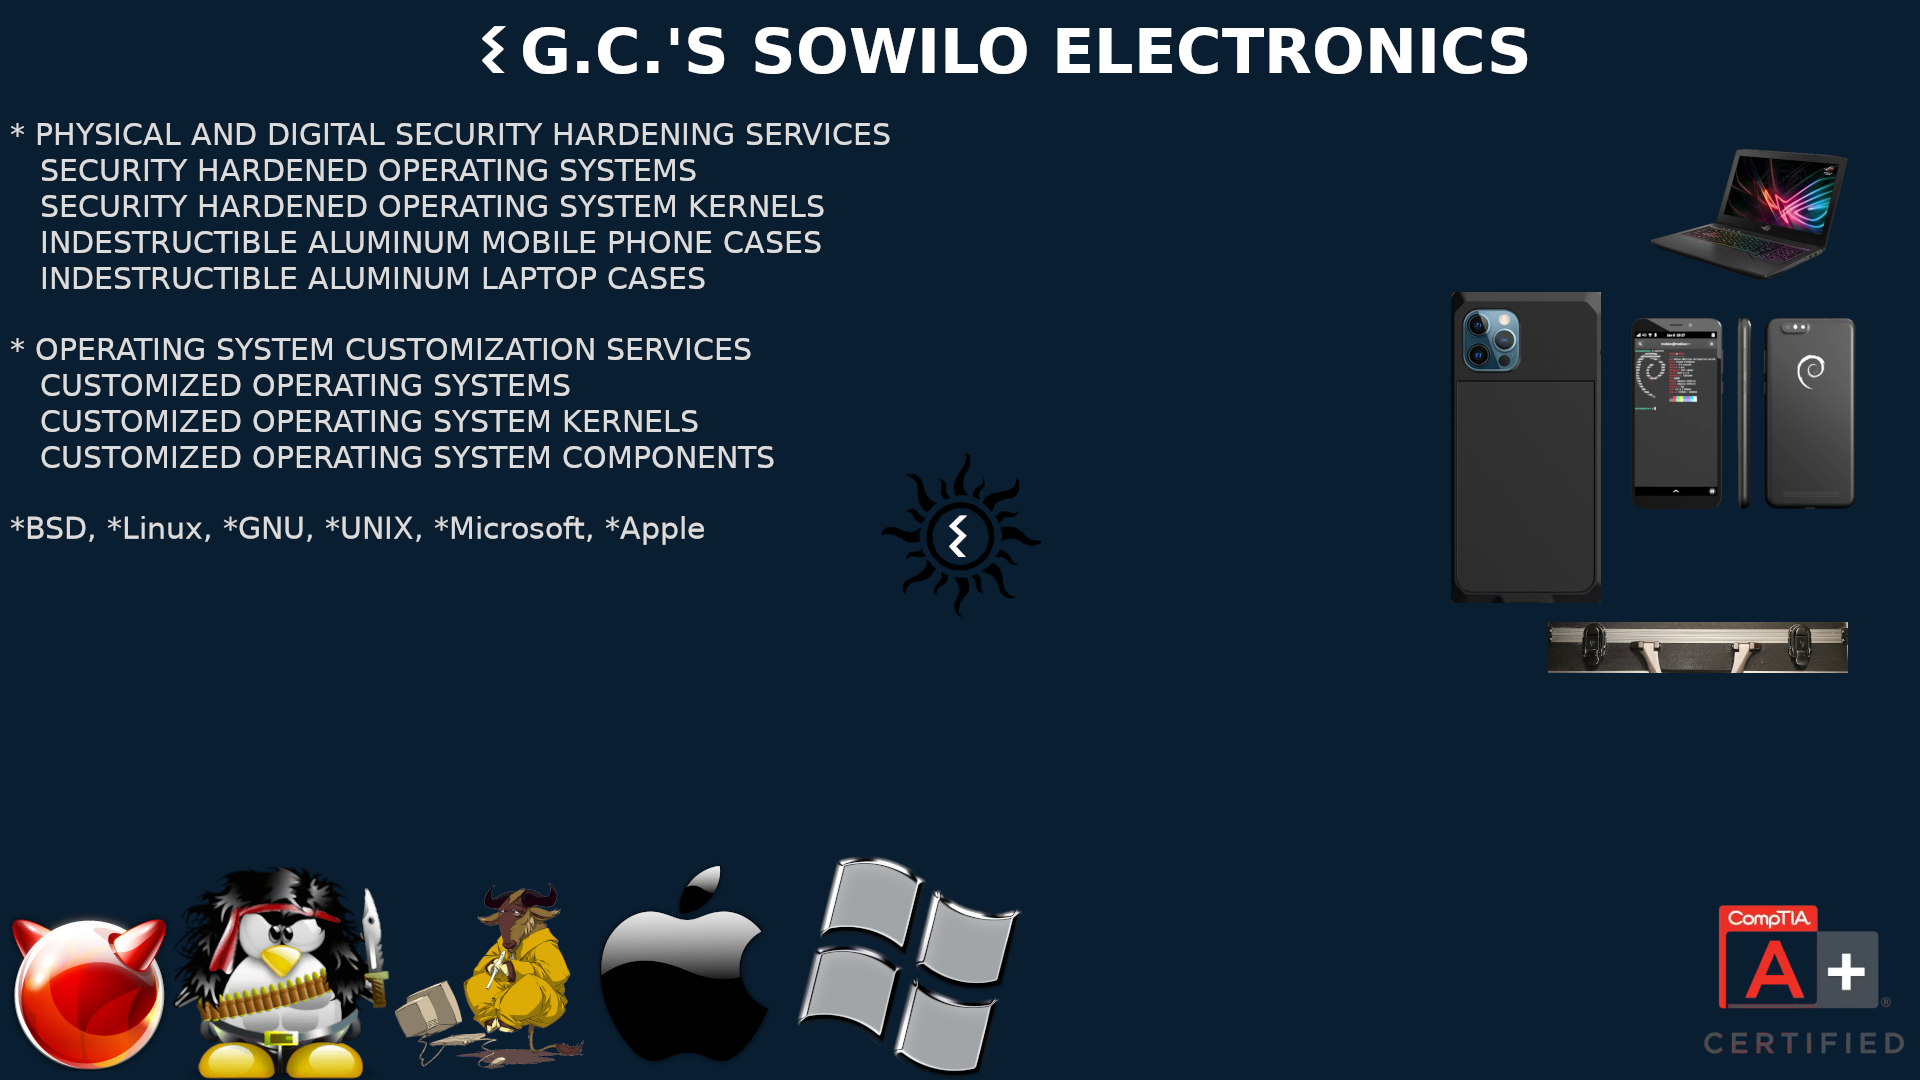 G.C.'S SOWILO ELECTRONICS
* PHYSICAL AND DIGITAL SECURITY HARDENING SERVICES
SECURITY HARDENED OPERATING SYSTEMS
SECURITY HARDENED OPERATING SYSTEM KERNELS
INDESTRUCTIBLE ALUMINUM MOBILE PHONE CASES
INDESTRUCTIBLE ALUMINUM LAPTOP CASES
* OPERATING SYSTEM CUSTOMIZATION SERVICES
CUSTOMIZED OPERATING SYSTEMS
CUSTOMIZED OPERATING SYSTEM KERNELS
CUSTOMIZED OPERATING SYSTEM COMPONENTS
*BSD, *Linux, *GNU, *UNIX, *Microsoft, *Apple
CompTIA
A+
®
CERTIFIED